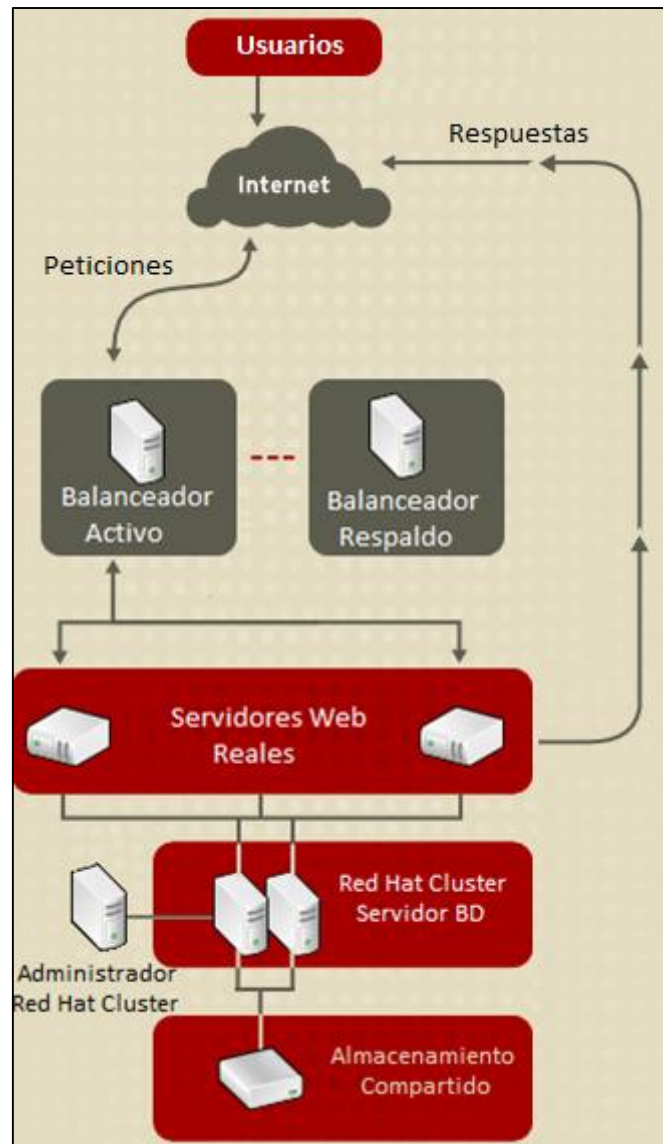 Usuarios
Internet
Respuestas
Peticiones
Balanceador
Activo
Balanceador
Respaldo
Servidores Web
Reales
Red Hat Cluster
Servidor BD
Administrador
Red Hat Cluster
Almacenamiento
Compartido